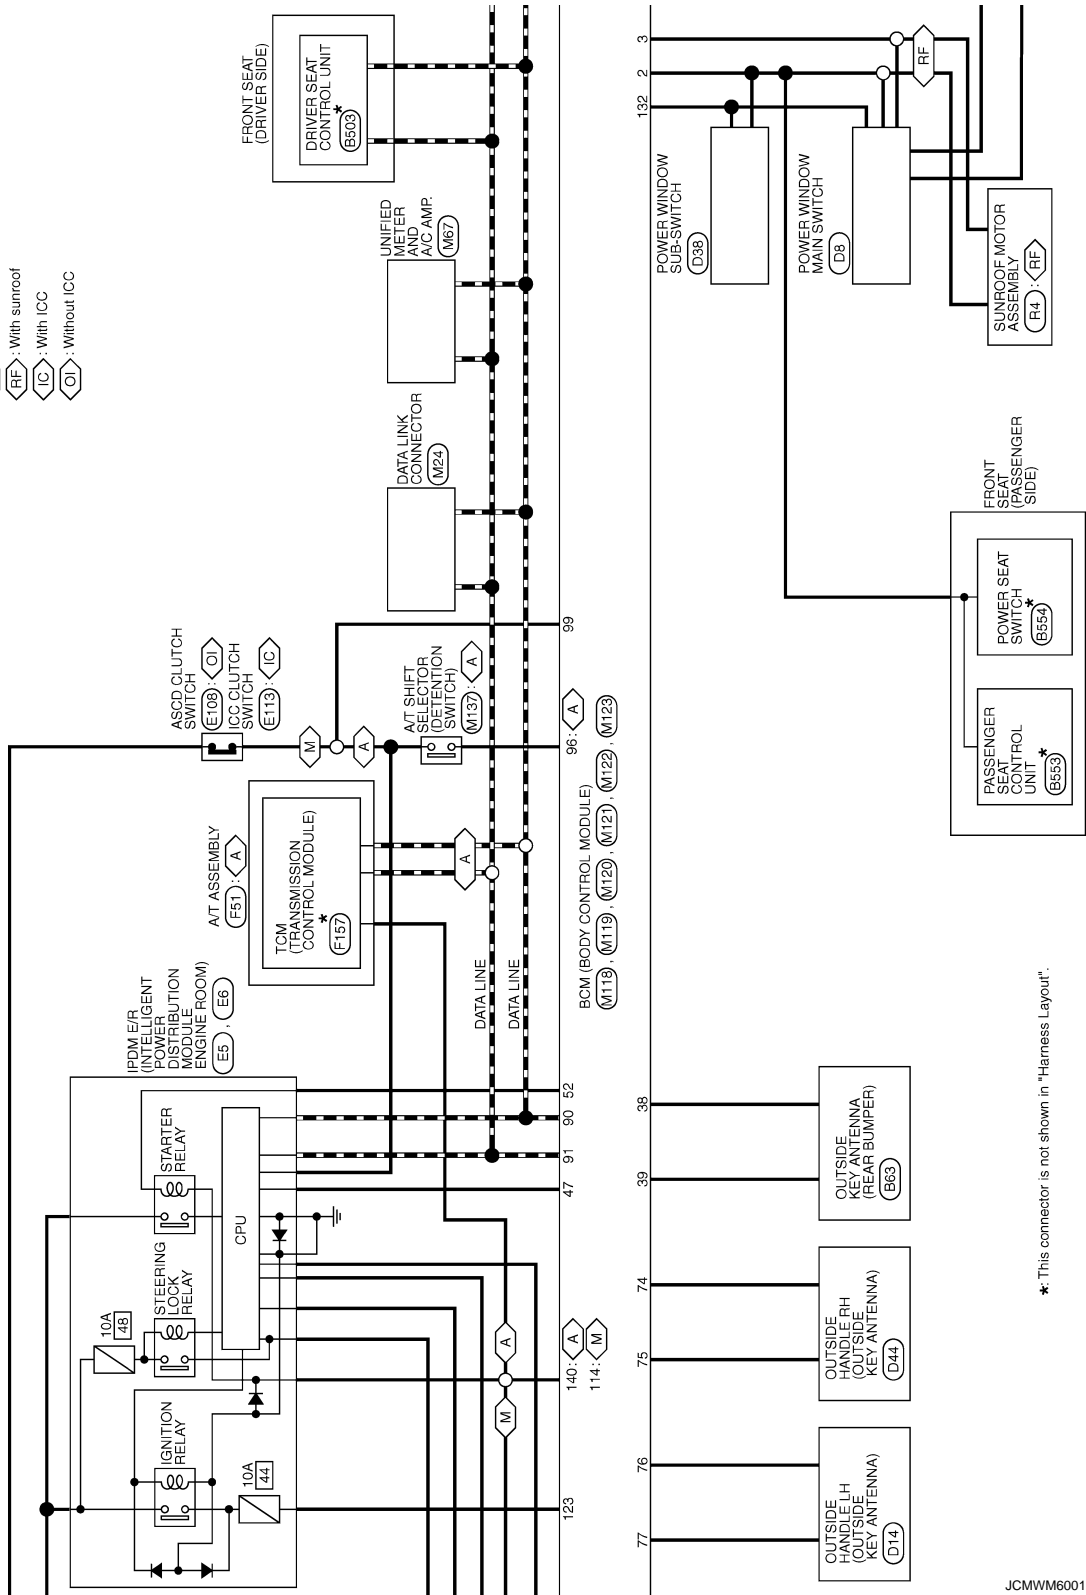 RF : With sunroof
IC : With ICC
OI : Without ICC
IPDM E/R
(INTELLIGENT
POWER
DISTRIBUTION
MODULE
ENGINE ROOM)
E5 , E6
IGNITION
RELAY
10A
44
10A
48
STEERING
LOCK
RELAY
STARTER
RELAY
CPU
A/T ASSEMBLY
F51 : A
TCM
(TRANSMISSION
CONTROL MODULE)
*
F157
ASCD CLUTCH
SWITCH
E108 : OI
ICC CLUTCH
SWITCH
E113 : IC
M
A
A/T SHIFT
SELECTOR
(DETENTION
SWITCH)
M137 : A
A
DATA LINK
CONNECTOR
M24
UNIFIED
METER
AND
A/C AMP.
M67
FRONT SEAT
(DRIVER SIDE)
DRIVER SEAT
CONTROL UNIT
*
B503
DATA LINE
DATA LINE
M
A
123
140 : A
114 : M
47
91
90
52
96 : A
99
BCM (BODY CONTROL MODULE)
M118 , M119 , M120 , M121 , M122 , M123
77
76
75
74
39
38
132
2
3
OUTSIDE
HANDLE LH
(OUTSIDE
KEY ANTENNA)
D14
OUTSIDE
HANDLE RH
(OUTSIDE
KEY ANTENNA)
D44
OUTSIDE
KEY ANTENNA
(REAR BUMPER)
B63
POWER WINDOW
SUB-SWITCH
D38
POWER WINDOW
MAIN SWITCH
D8
RF
SUNROOF MOTOR
ASSEMBLY
R4 : RF
FRONT
SEAT
(PASSENGER
SIDE)
PASSENGER
SEAT
CONTROL
UNIT *
B553
POWER SEAT
SWITCH *
B554
*: This connector is not shown in "Harness Layout".
JCMWM6001